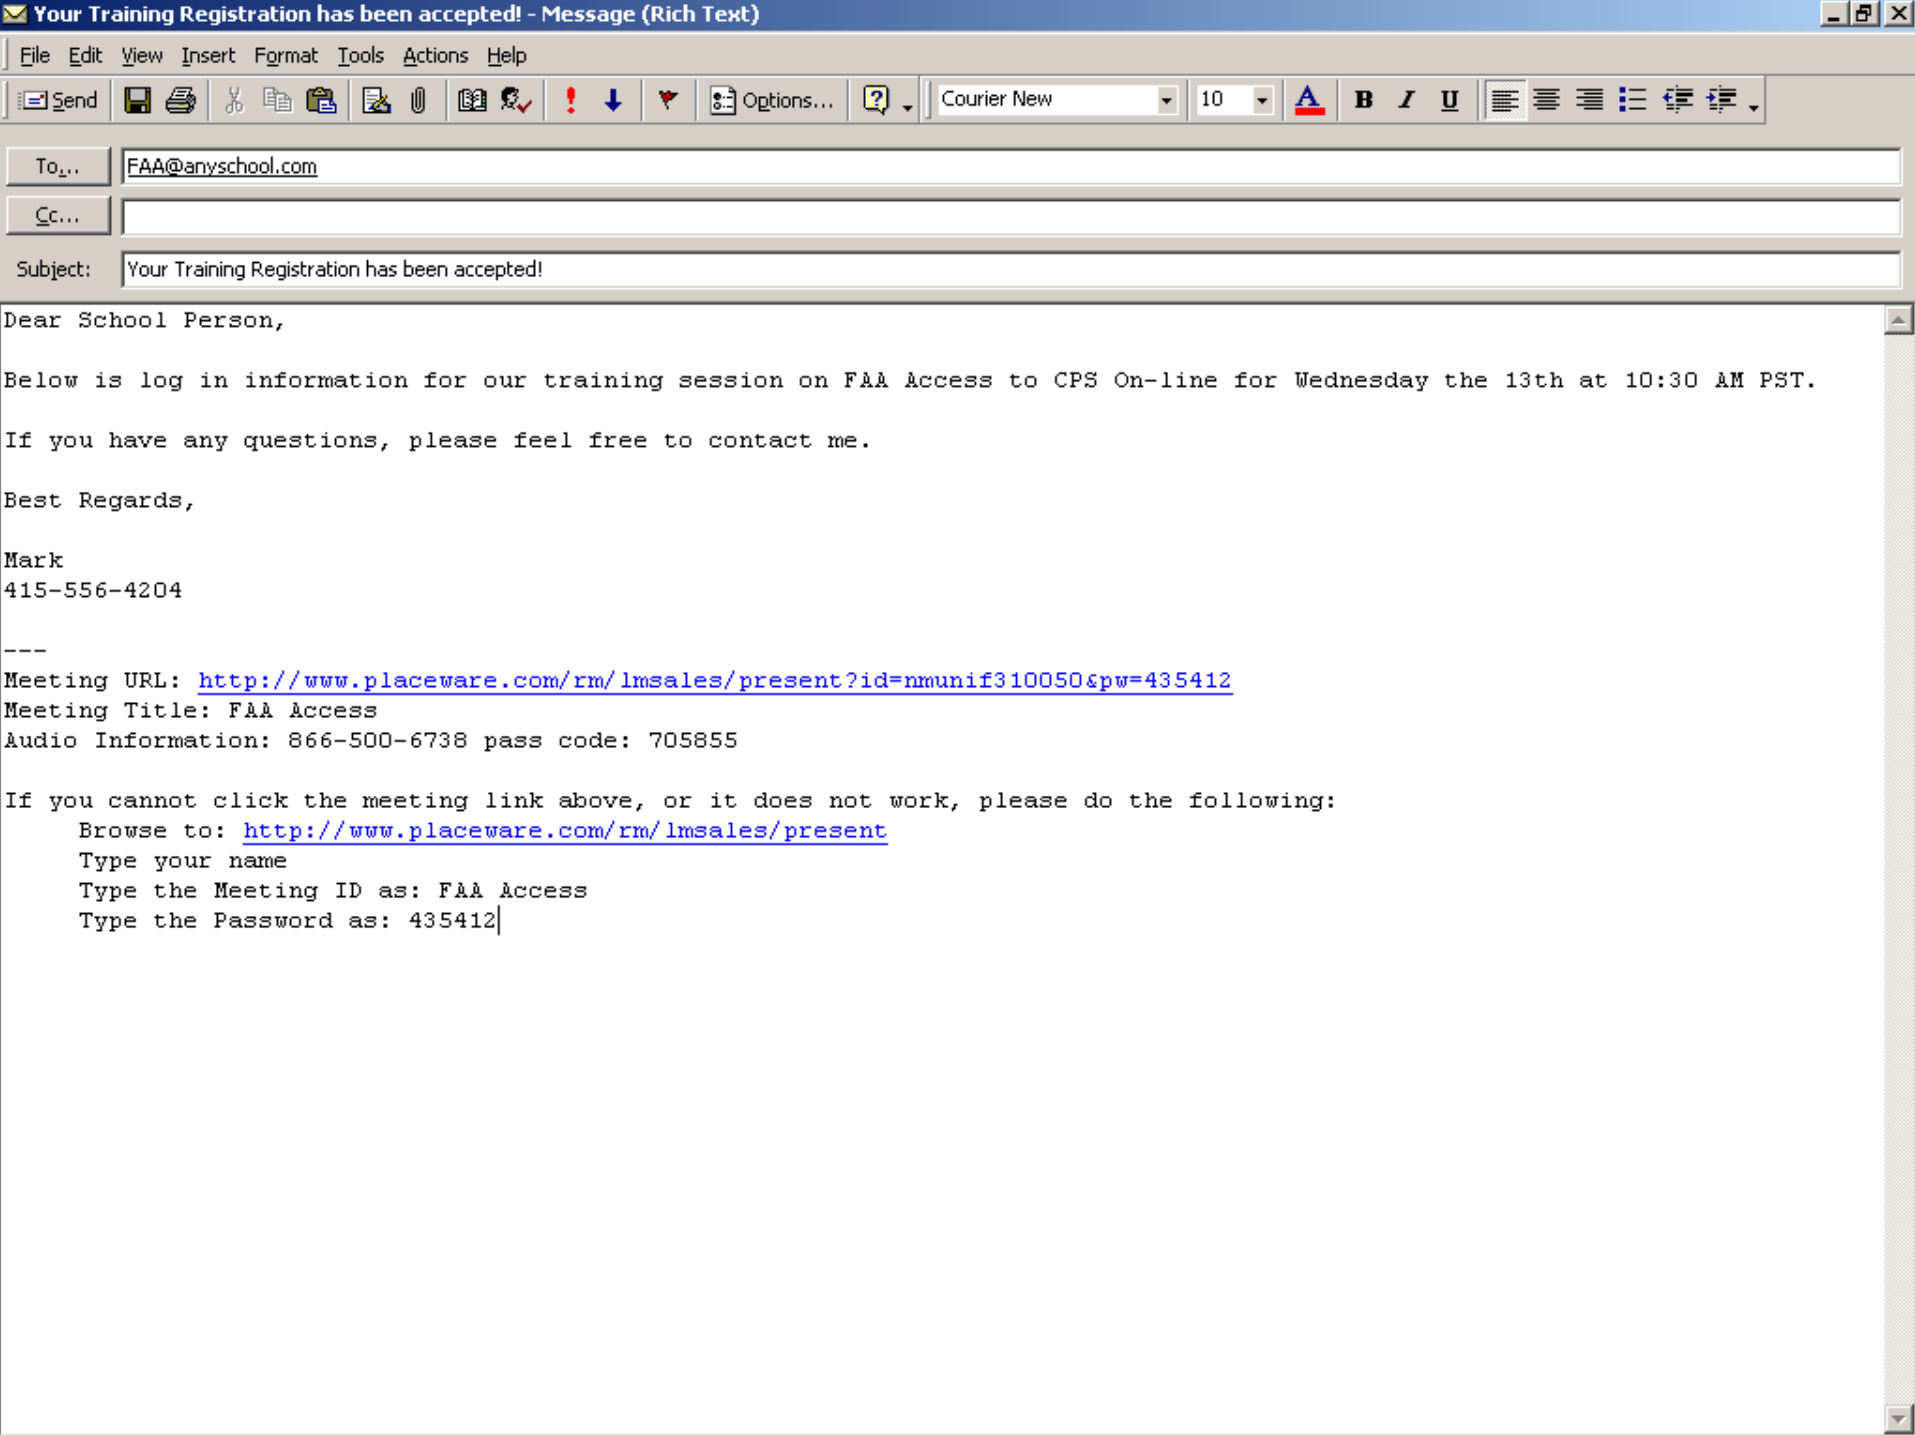 Your Training Registration has been accepted! - Message (Rich Text)
File Edit View Insert Format Tools Actions Help
Send Options... Courier New 10 A B I U
To... FAA@anyschool.com
Cc...
Subject: Your Training Registration has been accepted!
Dear School Person,
Below is log in information for our training session on FAA Access to CPS On-line for Wednesday the 13th at 10:30 AM PST.
If you have any questions, please feel free to contact me.
Best Regards,
Mark
415-556-4204
---
Meeting URL: http://www.placeware.com/rm/lmsales/present?id=nmunif310050&pw=435412
Meeting Title: FAA Access
Audio Information: 866-500-6738 pass code: 705855
If you cannot click the meeting link above, or it does not work, please do the following:
Browse to: http://www.placeware.com/rm/lmsales/present
Type your name
Type the Meeting ID as: FAA Access
Type the Password as: 435412